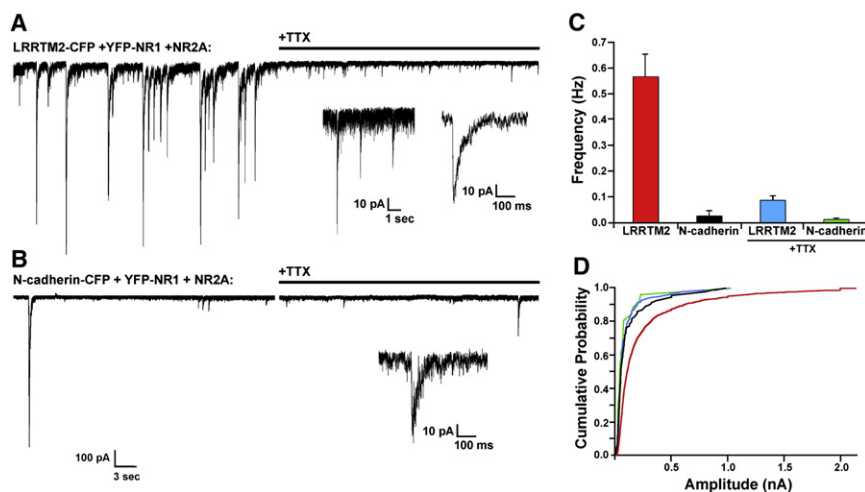 A
LRRTM2-CFP +YFP-NR1 +NR2A:
+TTX
10 pA
1 sec
10 pA
100 ms
B
N-cadherin-CFP + YFP-NR1 + NR2A:
+TTX
100 pA
3 sec
10 pA
100 ms
C
Frequency (Hz)
0.7
0.6
0.5
0.4
0.3
0.2
0.1
0.0
LRRTM2 N-cadherin LRRTM2 N-cadherin
+TTX
D
Cumulative Probability
1.0
0.8
0.6
0.4
0.2
0.0
0.5 1.0 1.5 2.0
Amplitude (nA)